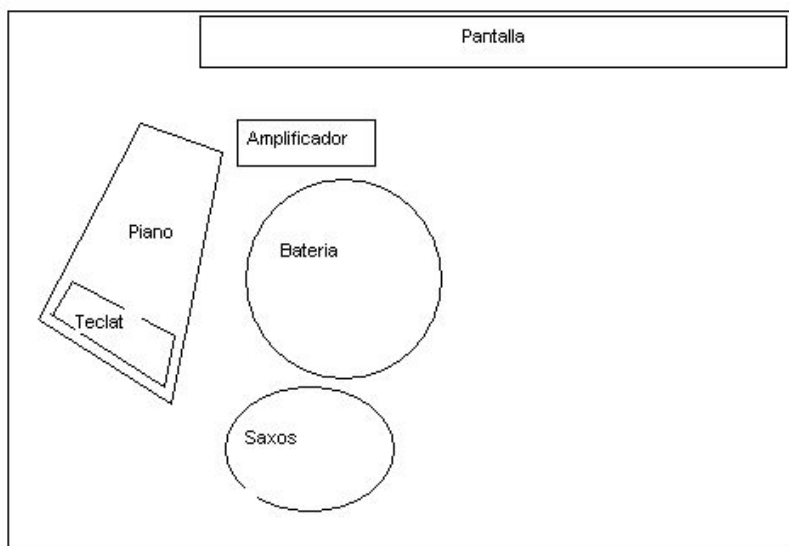 Pantalla
Amplificador
Piano
Bateria
Teclat
Saxos